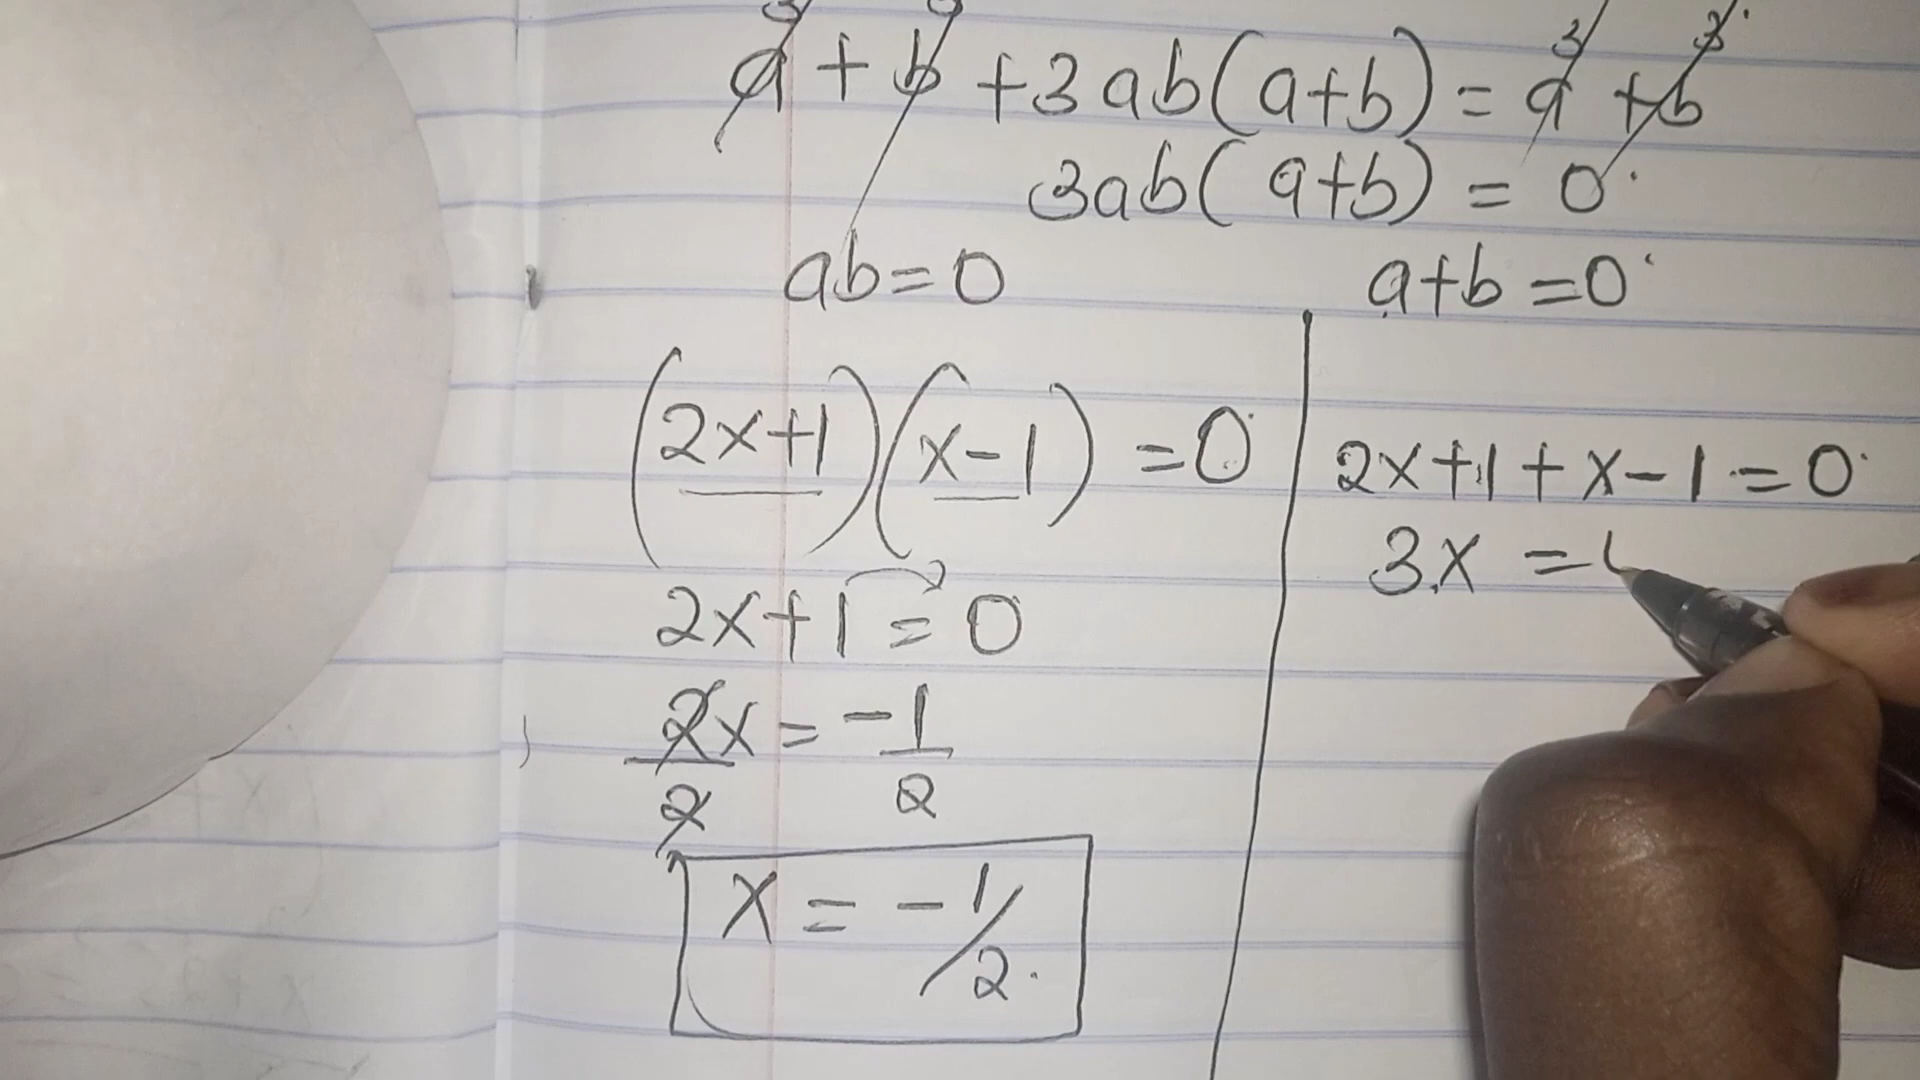 a³ + b³ + 3ab(a+b) = a³ + b³
3ab(a+b) = 0
ab=0
a+b=0
(2x+1)(x-1) = 0
2x+1 = 0
2x/2 = -1/2
x = -1/2
2x+1+x-1=0
3x =